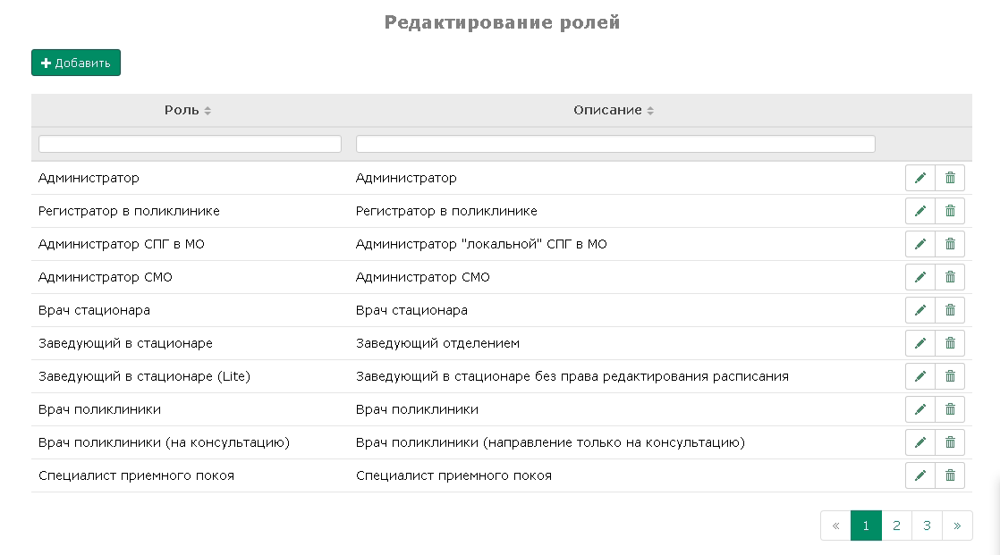 Редактирование ролей
Добавить
Роль Описание
Администратор Администратор
Регистратор в поликлинике Регистратор в поликлинике
Администратор СПГ в МО Администратор "локальной" СПГ в МО
Администратор СМО Администратор СМО
Врач стационара Врач стационара
Заведующий в стационаре Заведующий отделением
Заведующий в стационаре (Lite) Заведующий в стационаре без права редактирования расписания
Врач поликлиники Врач поликлиники
Врач поликлиники (на консультацию) Врач поликлиники (направление только на консультацию)
Специалист приемного покоя Специалист приемного покоя
« 1 2 3 »